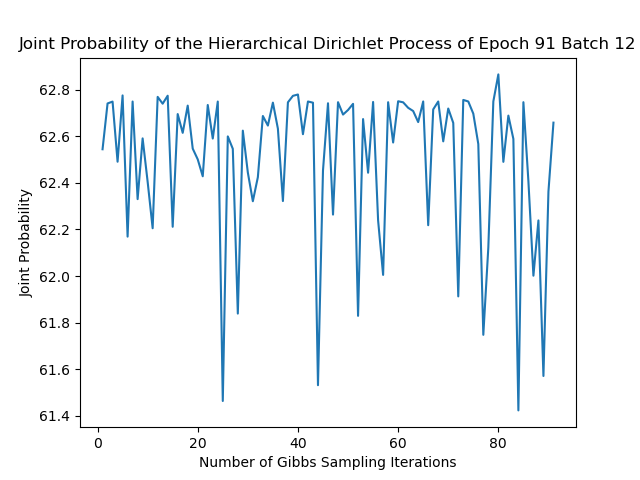 Joint Probability of the Hierarchical Dirichlet Process of Epoch 91 Batch 12
62.8
62.6
62.4
62.2
62.0
61.8
61.6
61.4
Joint Probability
0 20 40 60 80
Number of Gibbs Sampling Iterations